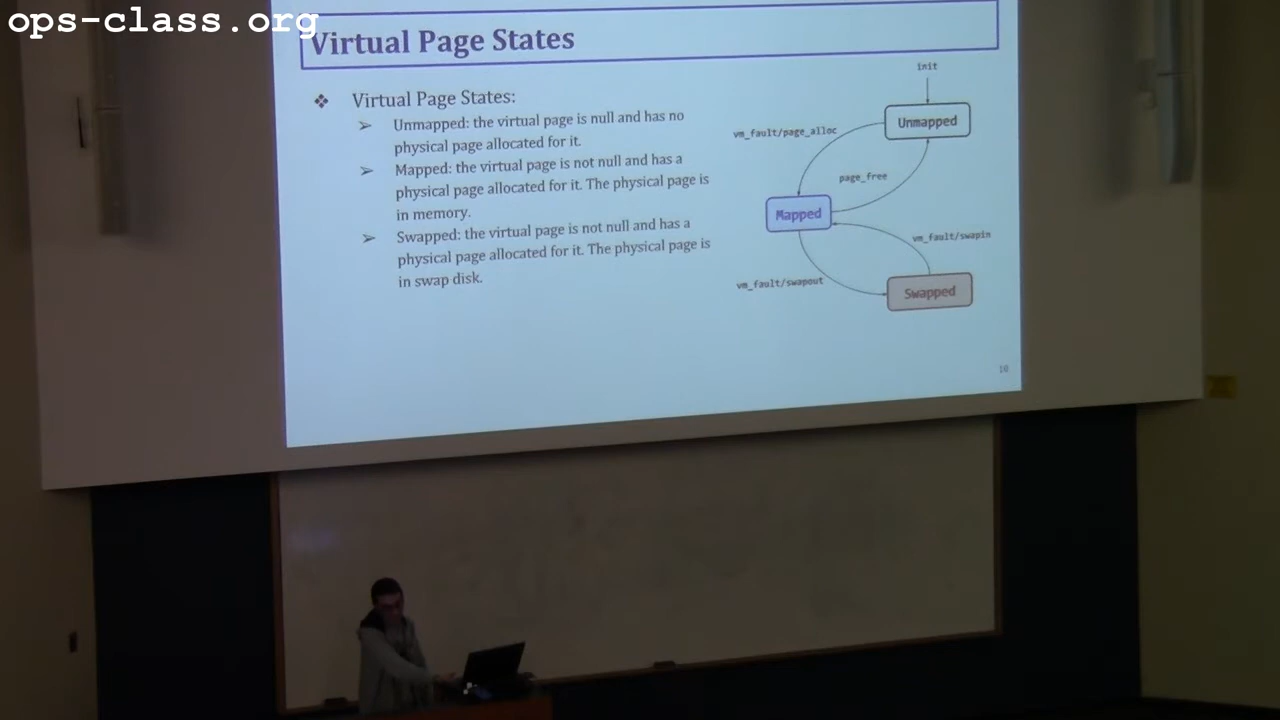 ops-class.org
Virtual Page States
❖ Virtual Page States:
➢ Unmapped: the virtual page is null and has no
physical page allocated for it.
➢ Mapped: the virtual page is not null and has a
physical page allocated for it. The physical page is
in memory.
➢ Swapped: the virtual page is not null and has a
physical page allocated for it. The physical page is
in swap disk.
init
Unmapped
vm_fault/page_alloc
page_free
Mapped
vm_fault/swapin
vm_fault/swapout
Swapped
10